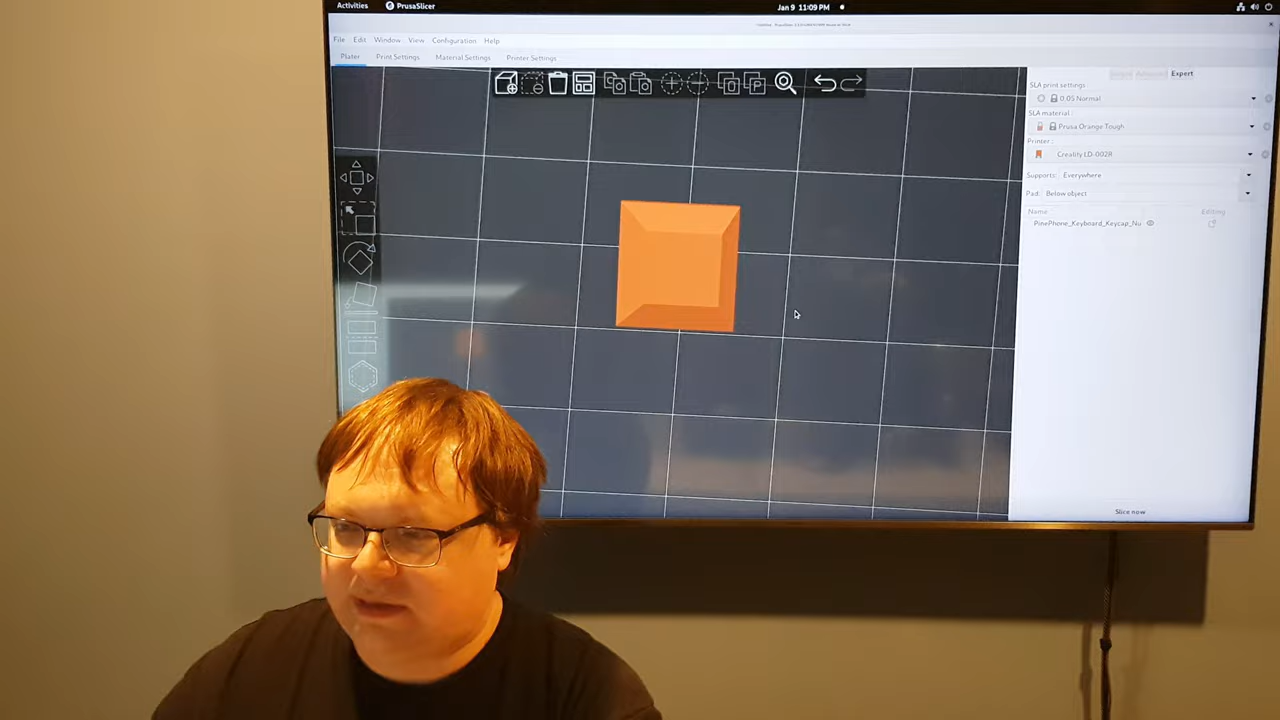 Activities PrusaSlicer Jan 9 11:09 PM
File Edit Window View Configuration Help
Plater Print Settings Material Settings Printer Settings
Expert
SLA print settings:
0.05 Normal
SLA material:
Prusa Orange Tough
Printer:
Creality LD-002R
Supports: Everywhere
Pad: Below object
Name Editing
PinePhone_Keyboard_Keycap_Nu
Slice now